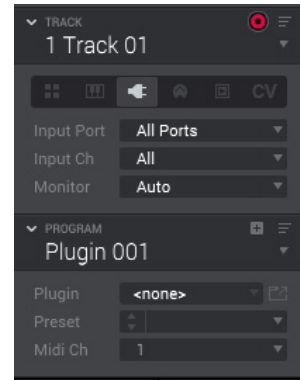 TRACK
1 Track 01
CV
Input Port All Ports
Input Ch All
Monitor Auto
PROGRAM
Plugin 001
Plugin <none>
Preset
Midi Ch 1